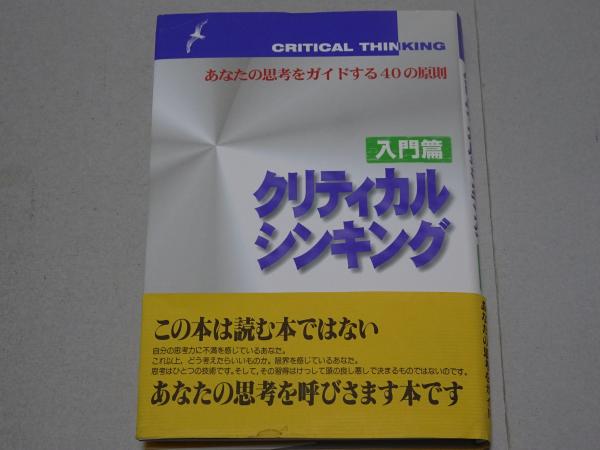 CRITICAL THINKING
あなたの思考をガイドする40の原則
入門篇
クリティカル
シンキング
この本は読む本ではない
自分の思考力に不満を感じているあなた。
これ以上、どう考えたらいいものか。限界を感じているあなた。
思考はひとつの技術です。そして、その習得はけっして頭の良し悪しで決まるものではないのです。
あなたの思考を呼びさます本です